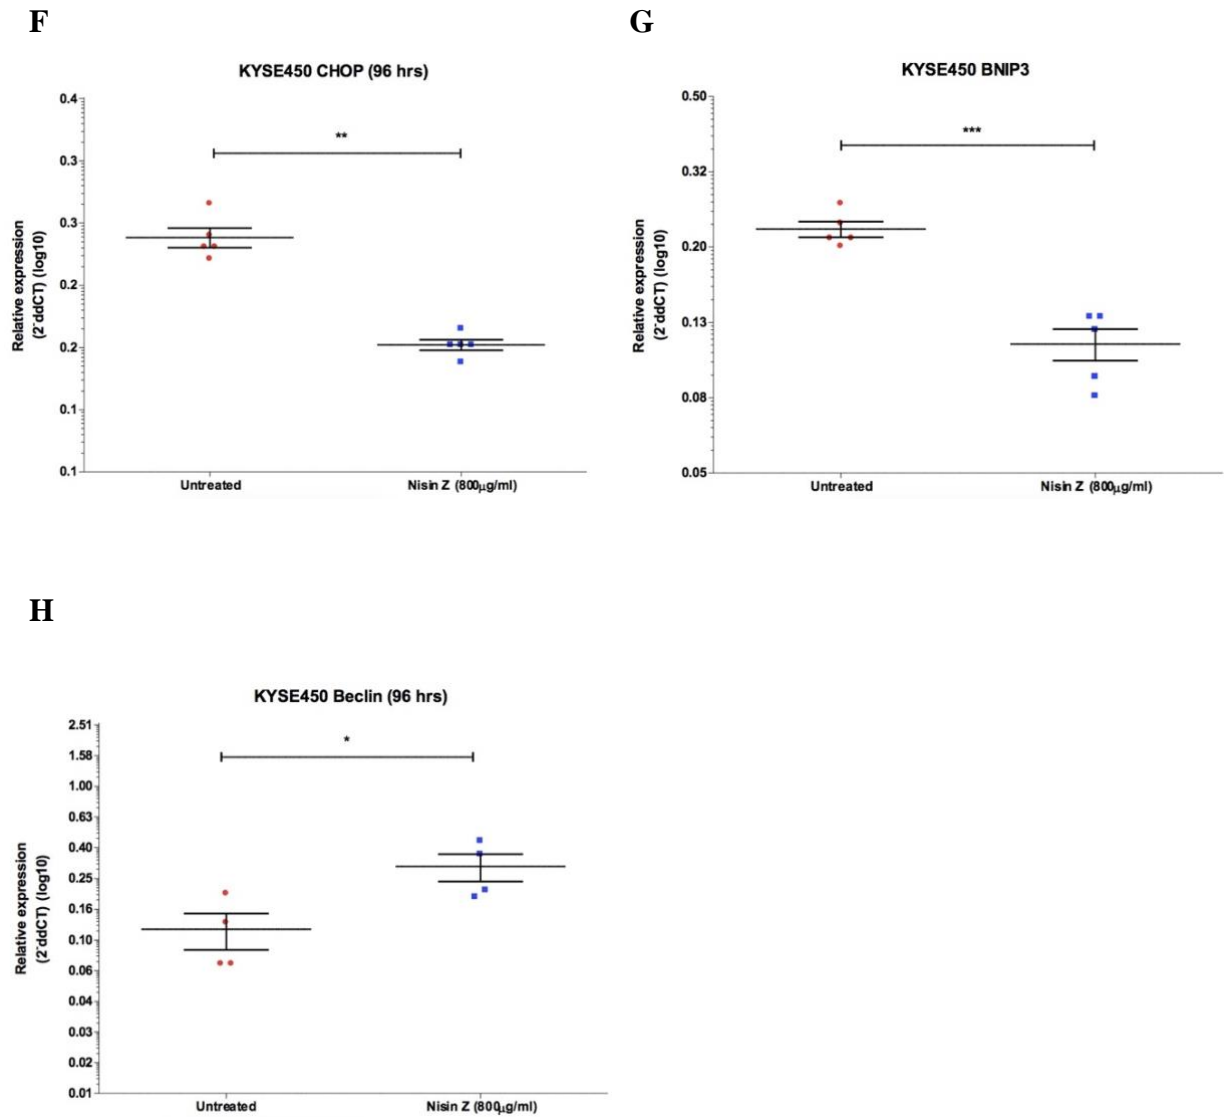 F
KYSE450 CHOP (96 hrs)
Relative expression
(2-ddCT) (log10)
0.4
0.3
0.3
0.2
0.2
0.1
0.1
**
Untreated
Nisin Z (800µg/ml)
G
KYSE450 BNIP3
Relative expression
(2-ddCT) (log10)
0.50
0.32
0.20
0.13
0.08
0.05
***
Untreated
Nisin Z (800µg/ml)
H
KYSE450 Beclin (96 hrs)
Relative expression
(2-ddCT) (log10)
2.51
1.58
1.00
0.63
0.40
0.25
0.16
0.10
0.06
0.04
0.03
0.02
0.01
*
Untreated
Nisin Z (800µg/ml)